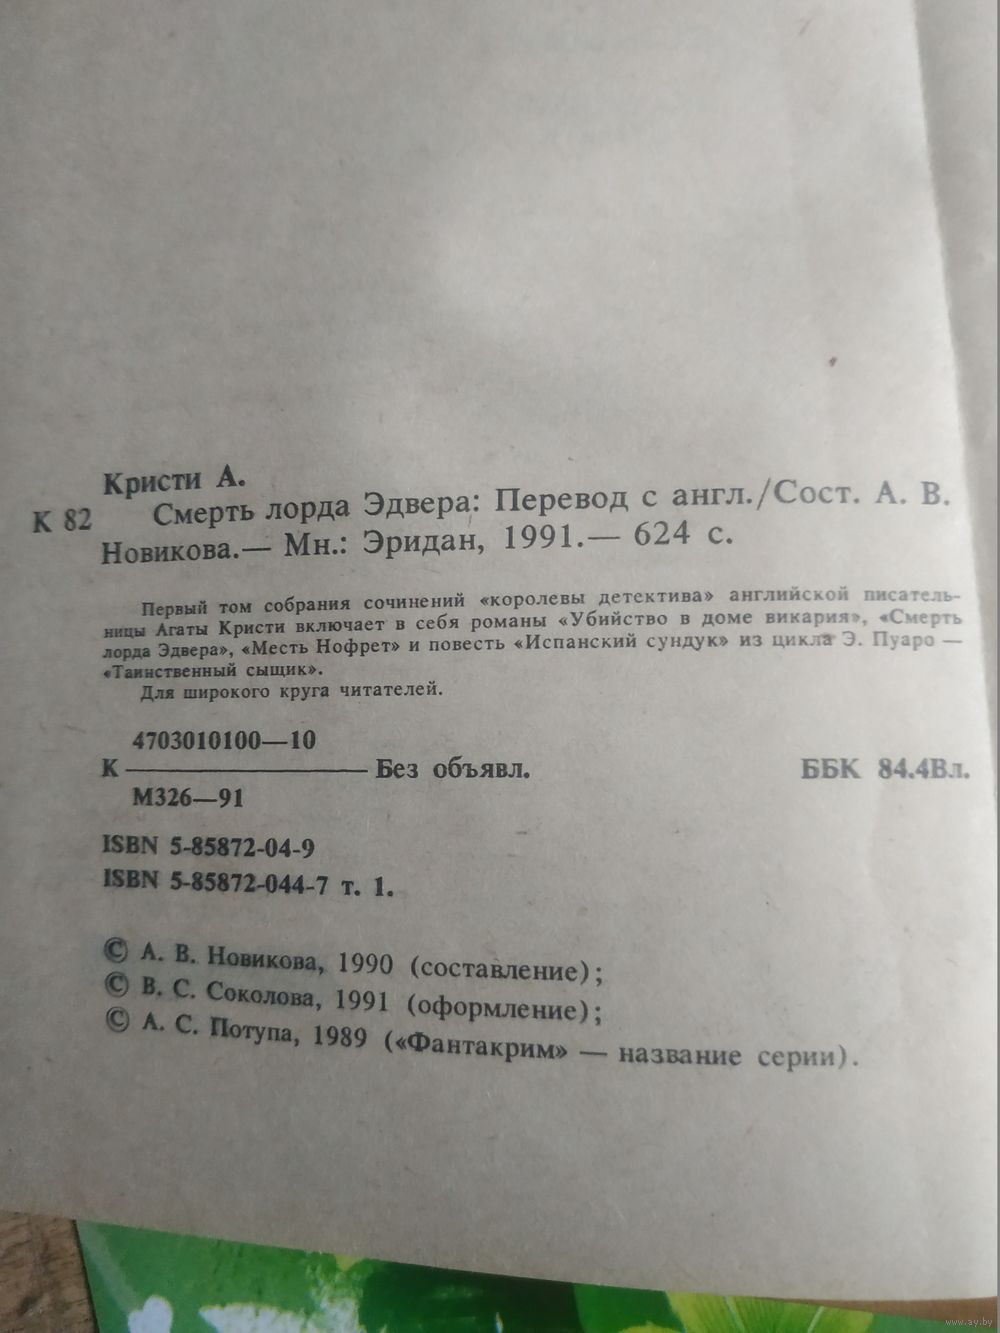 Кристи А.
К 82 Смерть лорда Эдвера: Перевод с англ./Сост. А. В.
Новикова.— Мн.: Эридан, 1991.— 624 с.
Первый том собрания сочинений «королевы детектива» английской писатель-
ницы Агаты Кристи включает в себя романы «Убийство в доме викария», «Смерть
лорда Эдвера», «Месть Нофрет» и повесть «Испанский сундук» из цикла Э. Пуаро —
«Таинственный сыщик».
Для широкого круга читателей.
4703010100—10
К ——— Без объявл. ББК 84.4Вл.
М326—91
ISBN 5-85872-04-9
ISBN 5-85872-044-7 т. 1.
© А. В. Новикова, 1990 (составление);
© В. С. Соколова, 1991 (оформление);
© А. С. Потупа, 1989 («Фантакрим» — название серии).
www.ay.by